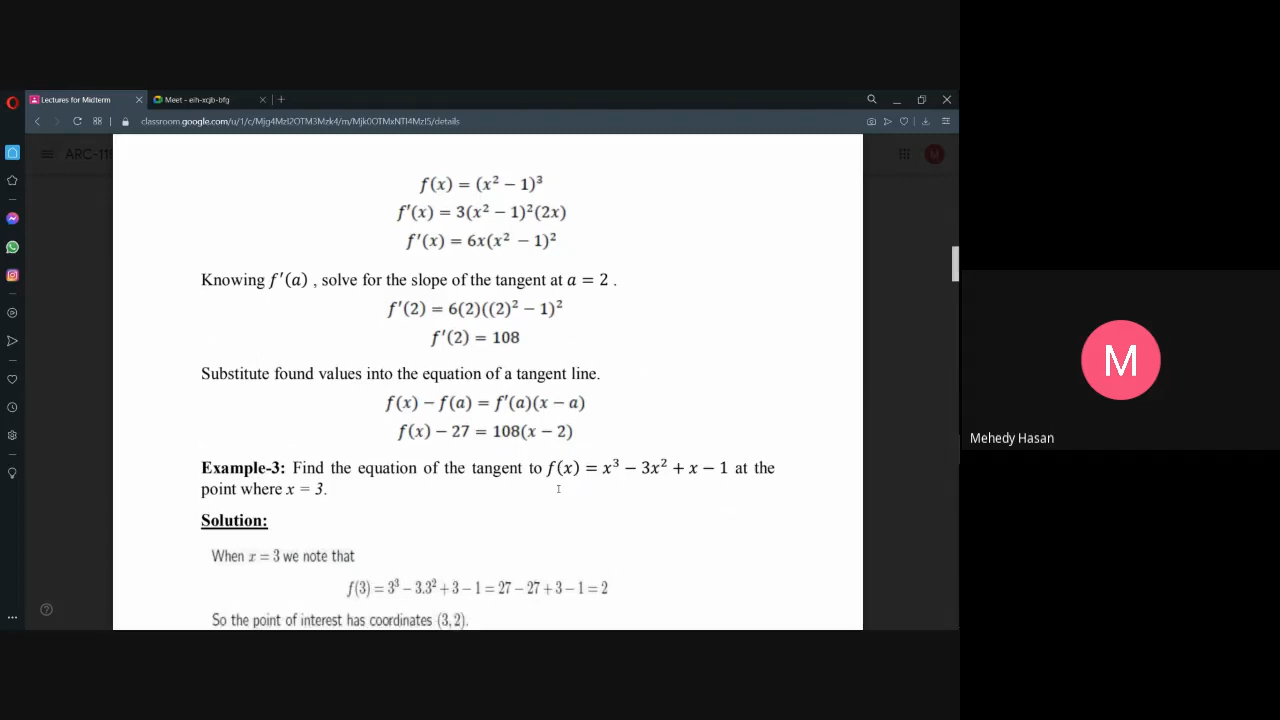 Lectures for Midterm
Meet - eih-xqjb-bfg
classroom.google.com/u/1/c/Mjg4MzI2OTM3Mzk4/m/Mjk0OTMxNTI4MzI5/details
ARC-11
M
f(x) = (x² − 1)³
f′(x) = 3(x² − 1)²(2x)
f′(x) = 6x(x² − 1)²
Knowing f′(a) , solve for the slope of the tangent at a = 2 .
f′(2) = 6(2)((2)² − 1)²
f′(2) = 108
Substitute found values into the equation of a tangent line.
f(x) − f(a) = f′(a)(x − a)
f(x) − 27 = 108(x − 2)
Example-3: Find the equation of the tangent to f(x) = x³ − 3x² + x − 1 at the
point where x = 3.
Solution:
When x = 3 we note that
f(3) = 3³ − 3.3² + 3 − 1 = 27 − 27 + 3 − 1 = 2
So the point of interest has coordinates (3,2).
M
Mehedy Hasan